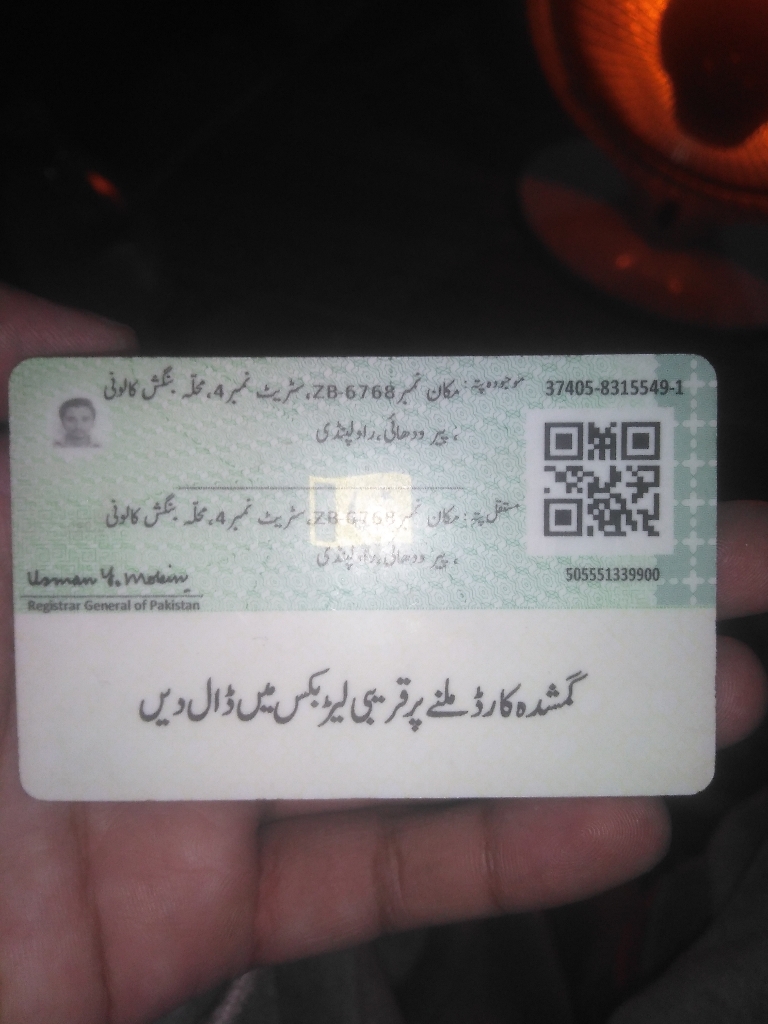 موجودہ پتہ: مکان نمبر ZB-6768، سٹریٹ نمبر 4، محلہ بنگش کالونی
، پیر ودھائی، راولپنڈی
37405-8315549-1
مستقل پتہ: مکان نمبر ZB-6768، سٹریٹ نمبر 4، محلہ بنگش کالونی
، پیر ودھائی، راولپنڈی
505551339900
Usman Y. Mobin
Registrar General of Pakistan
گمشدہ کارڈ ملنے پر قریبی لیٹر بکس میں ڈال دیں